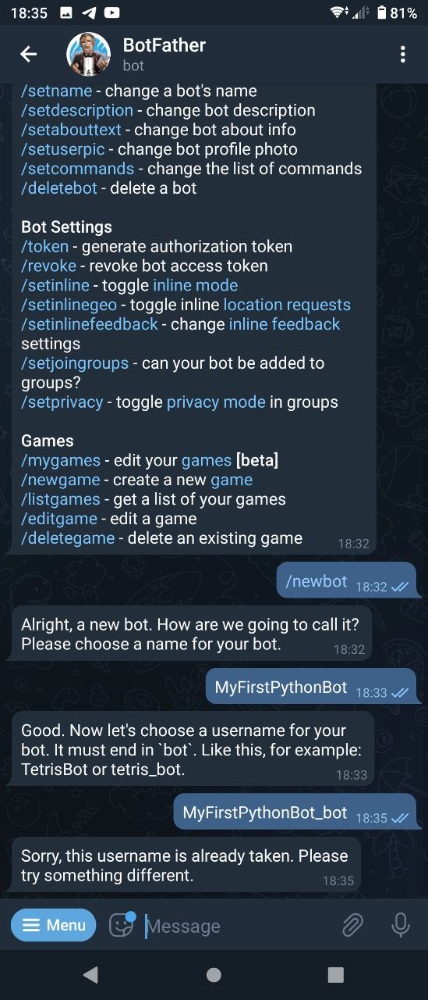 18:35
81%
BotFather
bot
/setname - change a bot's name
/setdescription - change bot description
/setabouttext - change bot about info
/setuserpic - change bot profile photo
/setcommands - change the list of commands
/deletebot - delete a bot
Bot Settings
/token - generate authorization token
/revoke - revoke bot access token
/setinline - toggle inline mode
/setinlinegeo - toggle inline location requests
/setinlinefeedback - change inline feedback
settings
/setjoingroups - can your bot be added to
groups?
/setprivacy - toggle privacy mode in groups
Games
/mygames - edit your games [beta]
/newgame - create a new game
/listgames - get a list of your games
/editgame - edit a game
/deletegame - delete an existing game
18:32
/newbot 18:32
Alright, a new bot. How are we going to call it?
Please choose a name for your bot.
18:32
MyFirstPythonBot 18:33
Good. Now let's choose a username for your
bot. It must end in `bot`. Like this, for example:
TetrisBot or tetris_bot.
18:33
MyFirstPythonBot_bot 18:35
Sorry, this username is already taken. Please
try something different.
18:35
Menu
Message